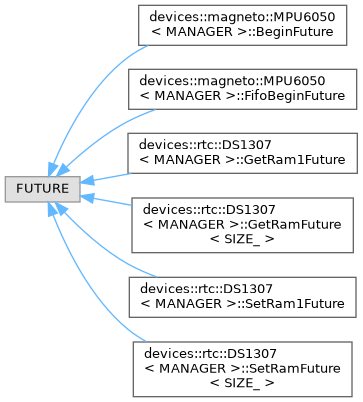 devices::magneto::MPU6050
< MANAGER >::BeginFuture
devices::magneto::MPU6050
< MANAGER >::FifoBeginFuture
devices::rtc::DS1307
< MANAGER >::GetRam1Future
FUTURE
devices::rtc::DS1307
< MANAGER >::GetRamFuture
< SIZE_ >
devices::rtc::DS1307
< MANAGER >::SetRam1Future
devices::rtc::DS1307
< MANAGER >::SetRamFuture
< SIZE_ >